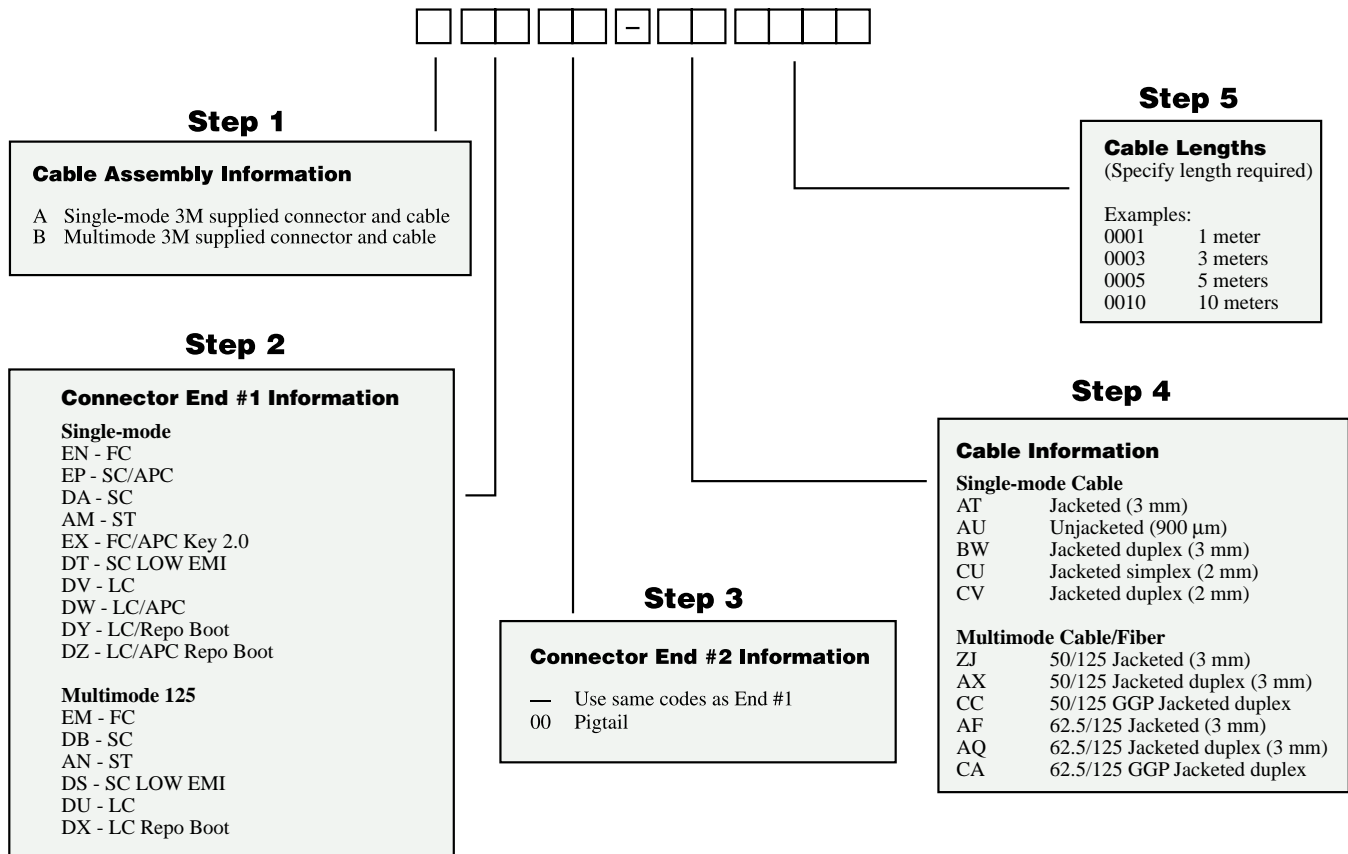 –
Step 1
Cable Assembly Information
A Single-mode 3M supplied connector and cable
B Multimode 3M supplied connector and cable
Step 2
Connector End #1 Information
Single-mode
EN - FC
EP - SC/APC
DA - SC
AM - ST
EX - FC/APC Key 2.0
DT - SC LOW EMI
DV - LC
DW - LC/APC
DY - LC/Repo Boot
DZ - LC/APC Repo Boot
Multimode 125
EM - FC
DB - SC
AN - ST
DS - SC LOW EMI
DU - LC
DX - LC Repo Boot
Step 3
Connector End #2 Information
— Use same codes as End #1
00 Pigtail
Step 4
Cable Information
Single-mode Cable
AT Jacketed (3 mm)
AU Unjacketed (900 µm)
BW Jacketed duplex (3 mm)
CU Jacketed simplex (2 mm)
CV Jacketed duplex (2 mm)
Multimode Cable/Fiber
ZJ 50/125 Jacketed (3 mm)
AX 50/125 Jacketed duplex (3 mm)
CC 50/125 GGP Jacketed duplex
AF 62.5/125 Jacketed (3 mm)
AQ 62.5/125 Jacketed duplex (3 mm)
CA 62.5/125 GGP Jacketed duplex
Step 5
Cable Lengths
(Specify length required)
Examples:
0001 1 meter
0003 3 meters
0005 5 meters
0010 10 meters